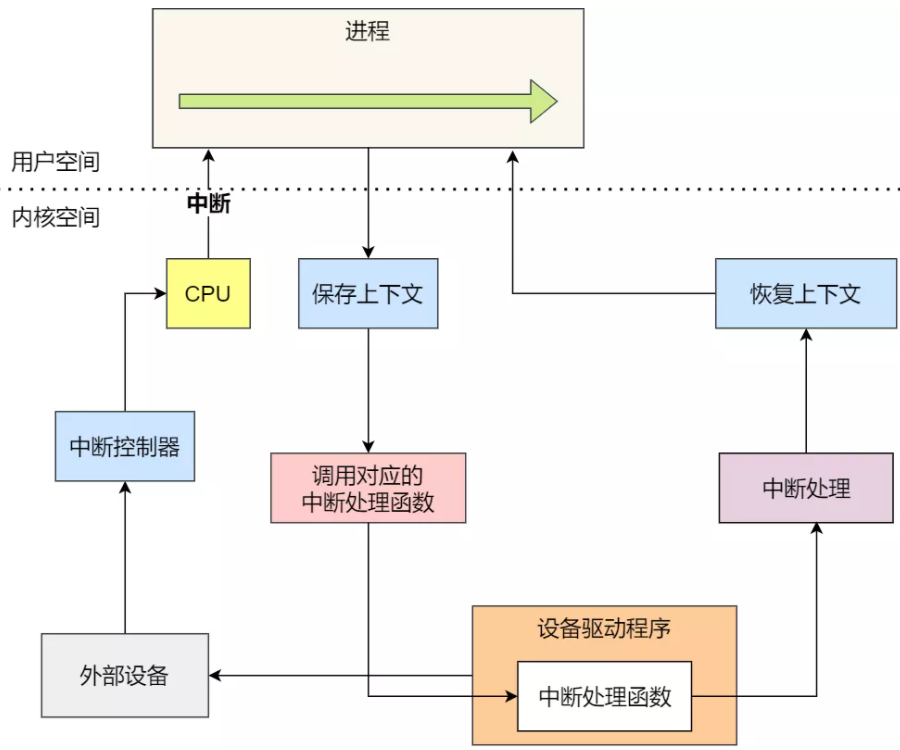 进程
用户空间
中断
内核空间
CPU
保存上下文
恢复上下文
中断控制器
调用对应的
中断处理函数
中断处理
设备驱动程序
外部设备
中断处理函数